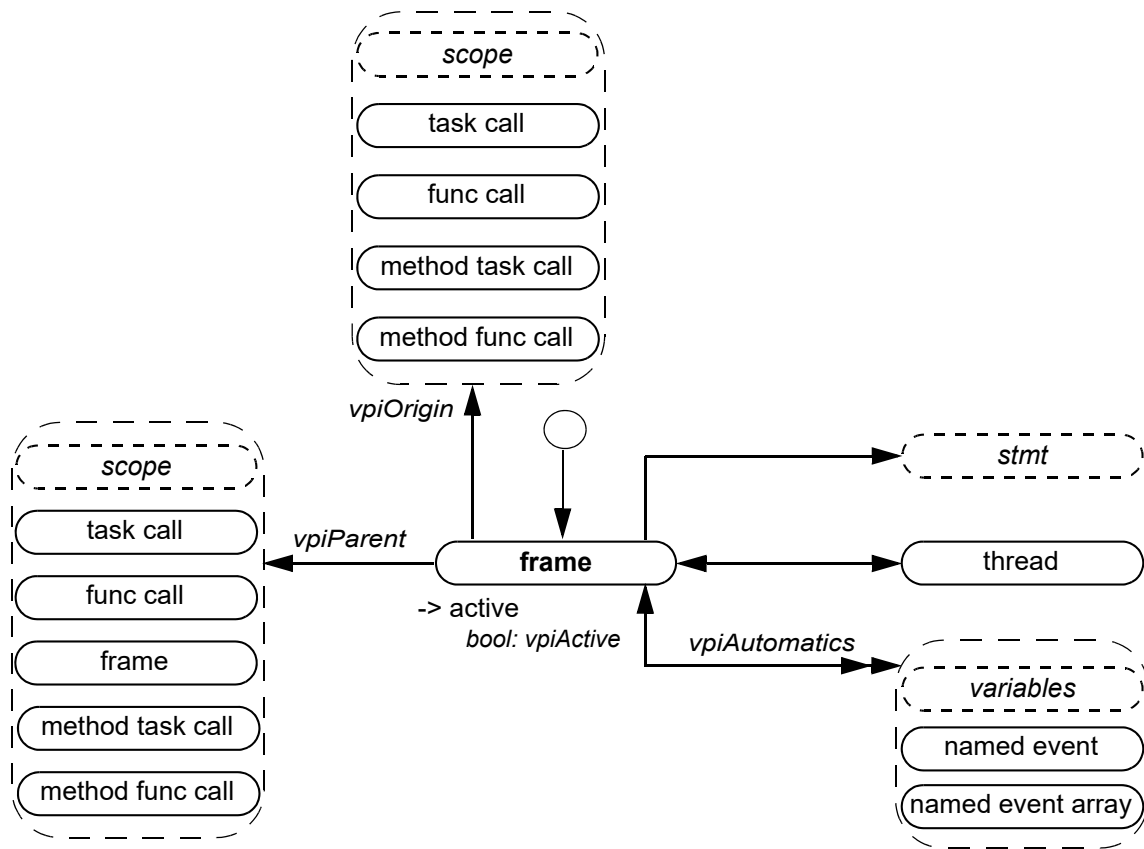 scope
task call
func call
method task call
method func call
vpiOrigin
scope
task call
func call
frame
method task call
method func call
vpiParent
frame
-> active
bool: vpiActive
stmt
thread
vpiAutomatics
variables
named event
named event array